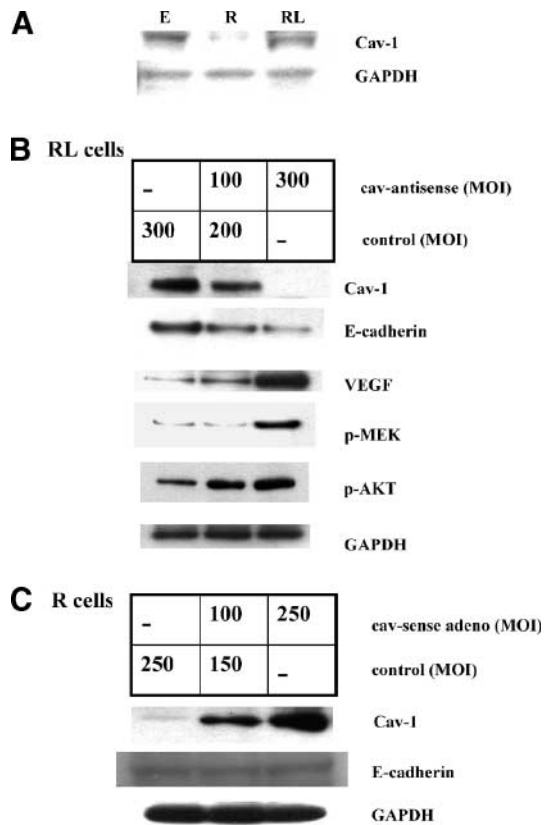 A
E R RL
Cav-1
GAPDH
B RL cells
– 100 300 cav-antisense (MOI)
300 200 – control (MOI)
Cav-1
E-cadherin
VEGF
p-MEK
p-AKT
GAPDH
C R cells
– 100 250 cav-sense adeno (MOI)
250 150 – control (MOI)
Cav-1
E-cadherin
GAPDH